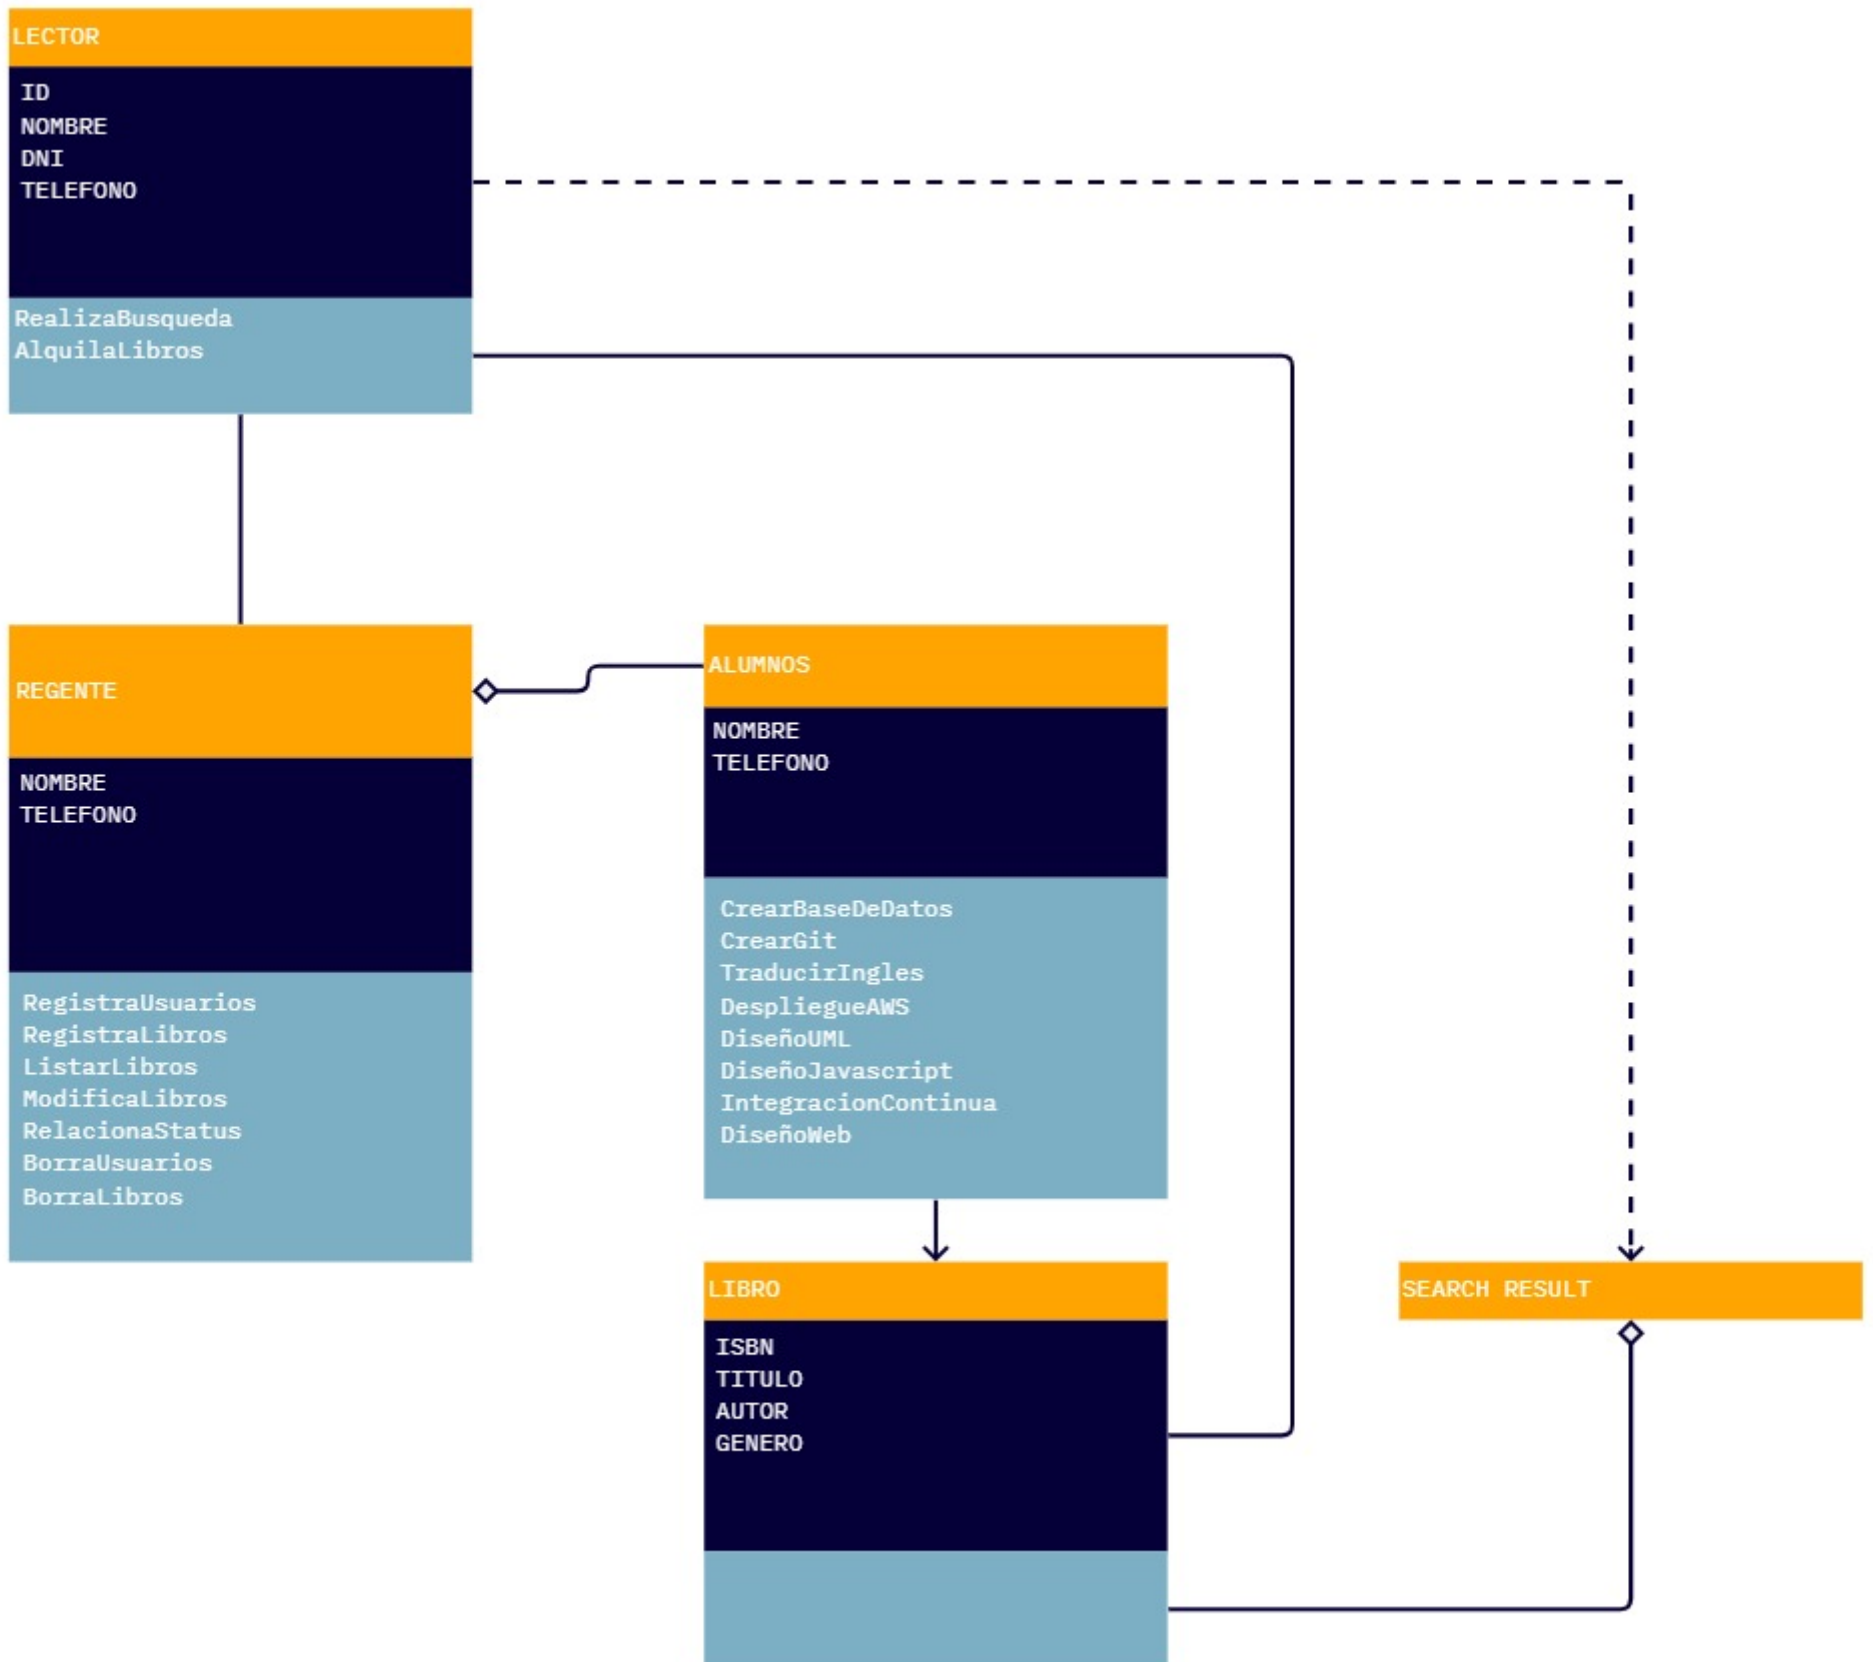 LECTOR
ID
NOMBRE
DNI
TELEFONO
RealizaBusqueda
AlquilaLibros
REGENTE
NOMBRE
TELEFONO
RegistraUsuarios
RegistraLibros
ListarLibros
ModificaLibros
RelacionaStatus
BorraUsuarios
BorraLibros
ALUMNOS
NOMBRE
TELEFONO
CrearBaseDeDatos
CrearGit
TraducirIngles
DespliegueAWS
DiseñoUML
DiseñoJavascript
IntegracionContinua
DiseñoWeb
LIBRO
ISBN
TITULO
AUTOR
GENERO
SEARCH RESULT